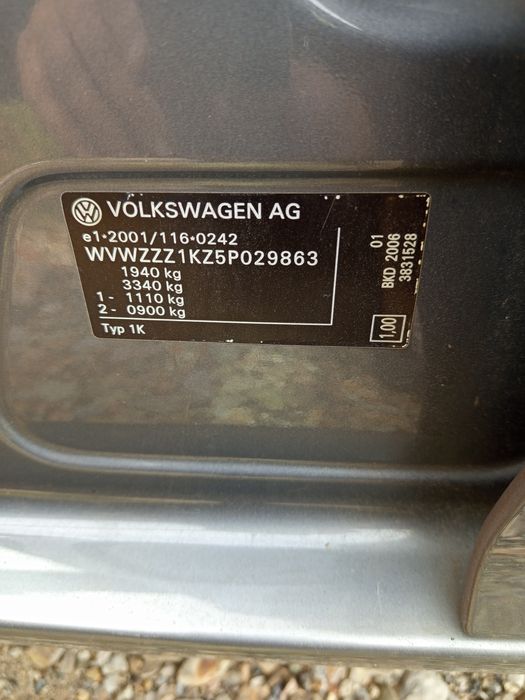 VOLKSWAGEN AG
e1*2001/116*0242
WVWZZZ1KZ5P029863
1940 kg
3340 kg
1 - 1110 kg
2 - 0900 kg
Typ 1K
01
BKD 2006
3831528
1,00